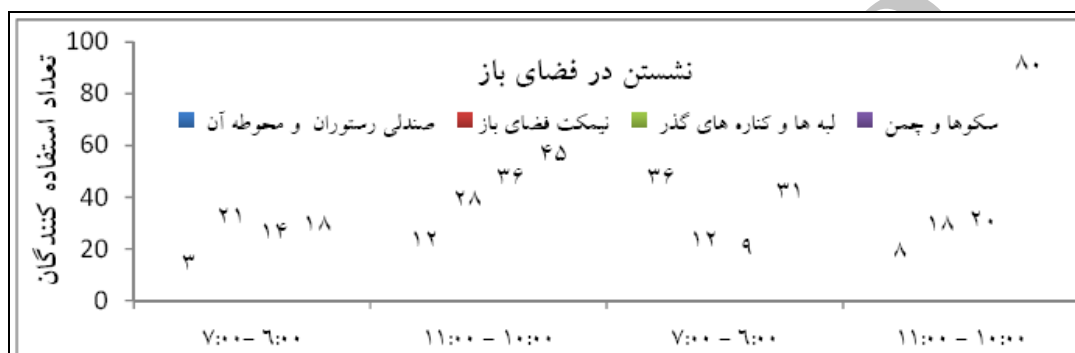 نشستن در فضای باز
صندلی رستوران و محوطه آن
نیمکت فضای باز
لبه ها و کناره های گذر
سکوها و چمن
تعداد استفاده کنندگان
100
80
60
40
20
0
۳ ۲۱ ۱۴ ۱۸
۱۲ ۲۸ ۳۶ ۴۵
۳۶ ۱۲ ۹ ۳۱
۸ ۱۸ ۲۰ ۸۰
۷:۰۰ - ۶:۰۰
۱۱:۰۰ - ۱۰:۰۰
۷:۰۰ - ۶:۰۰
۱۱:۰۰ - ۱۰:۰۰